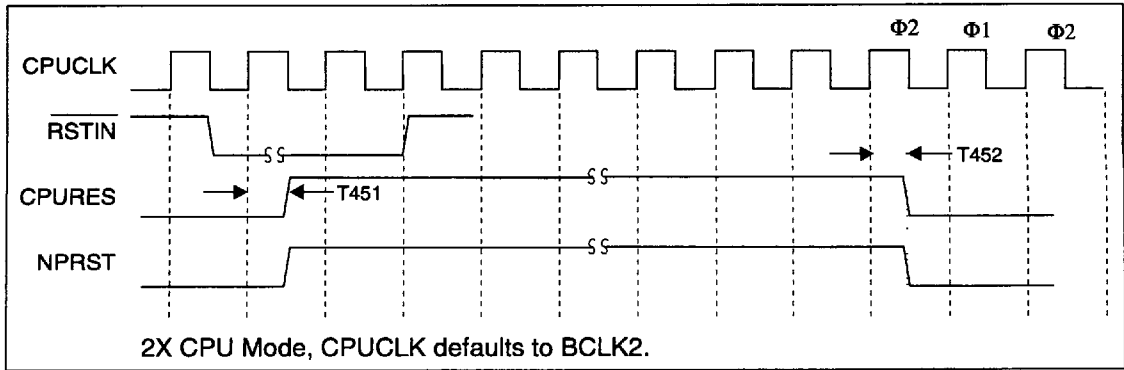 Φ2 Φ1 Φ2
CPUCLK
RSTIN
T452
CPURES
T451
NPRST
2X CPU Mode, CPUCLK defaults to BCLK2.